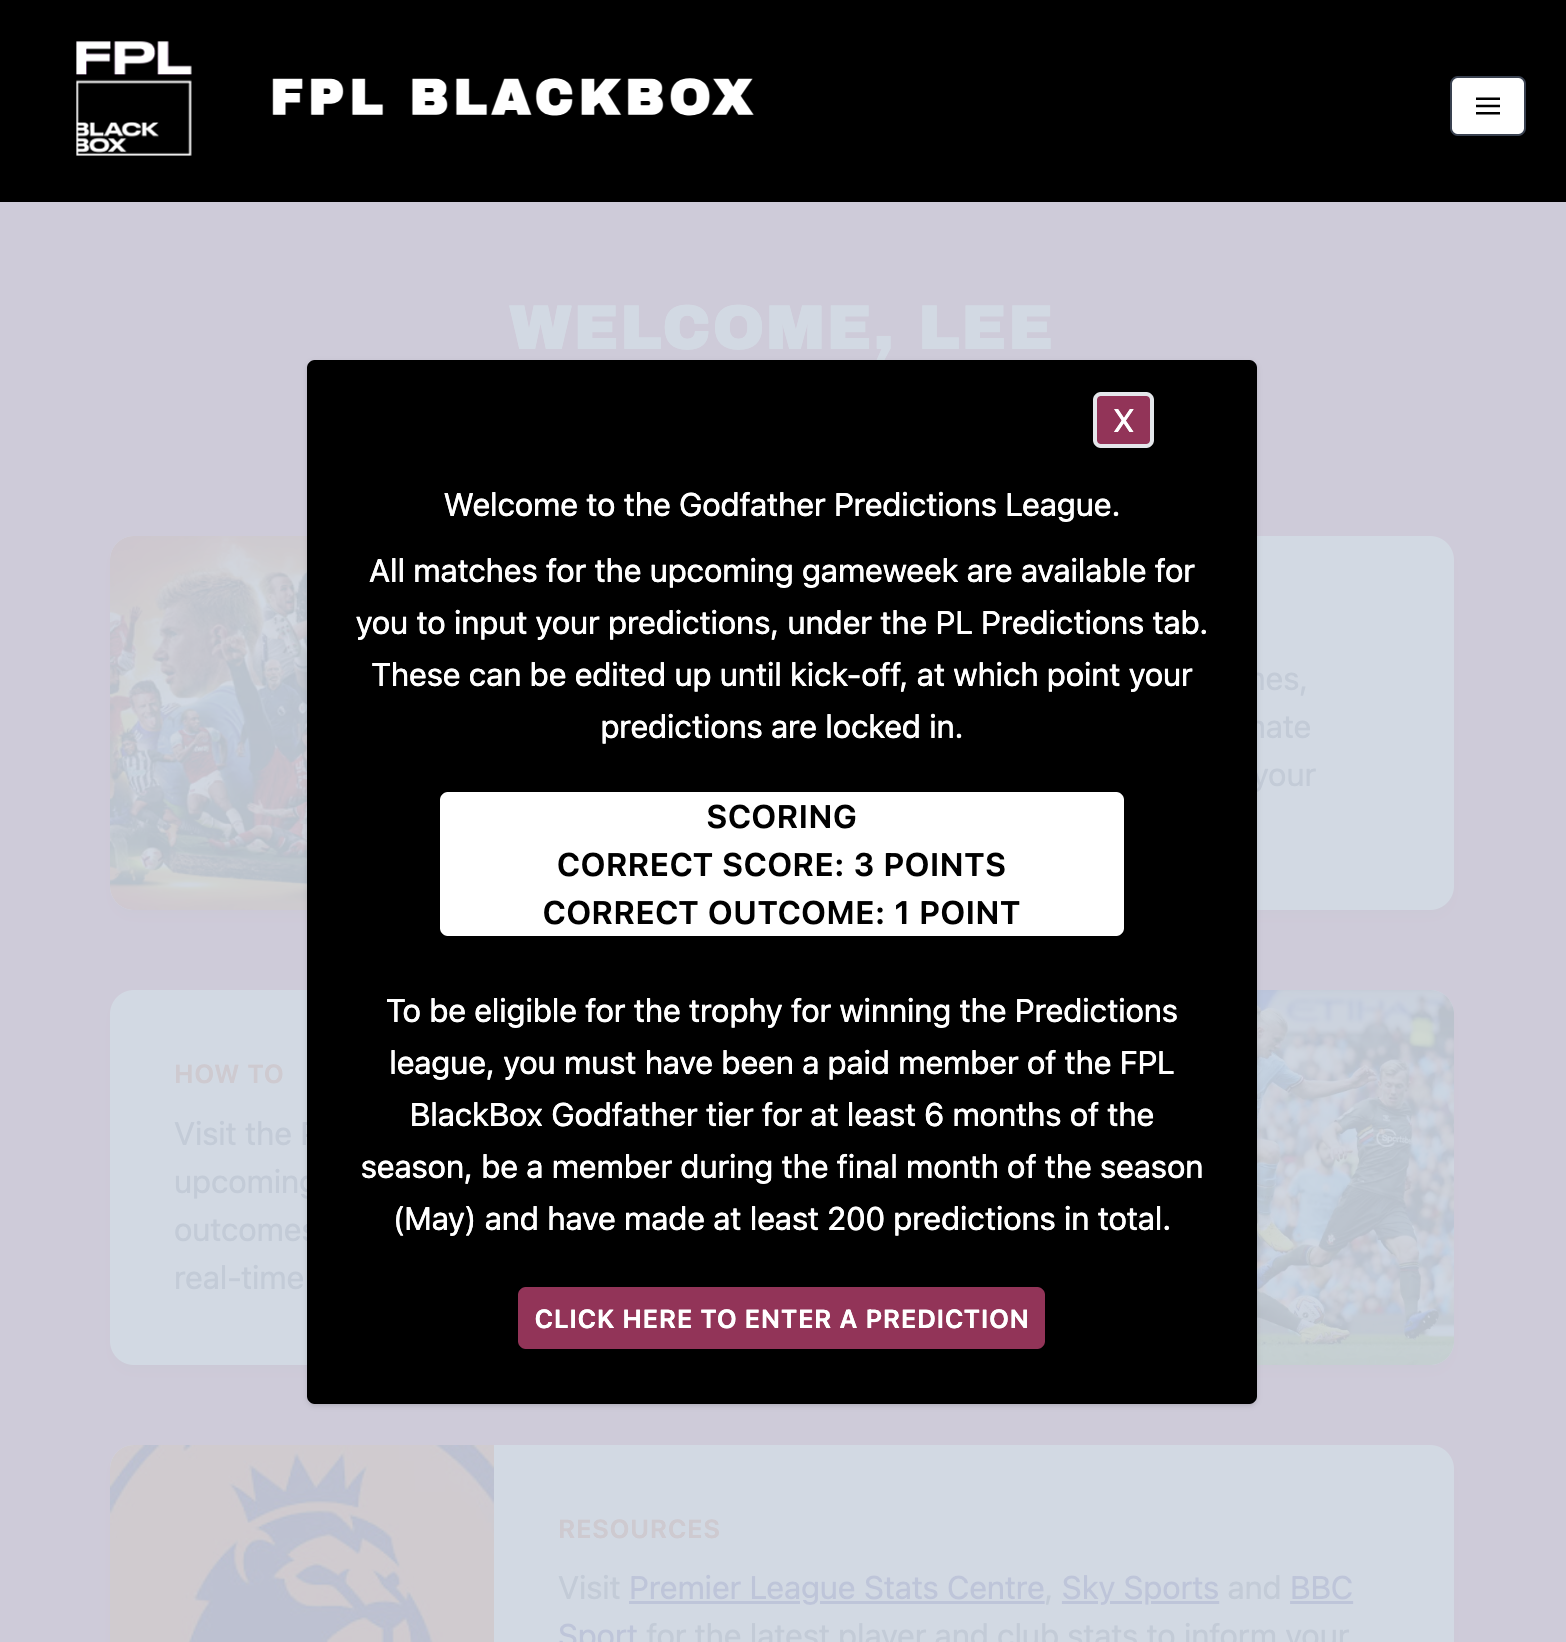 FPL
BLACK
BOX
FPL BLACKBOX
WELCOME, LEE
X
Welcome to the Godfather Predictions League.
All matches for the upcoming gameweek are available for
you to input your predictions, under the PL Predictions tab.
These can be edited up until kick-off, at which point your
predictions are locked in.
SCORING
CORRECT SCORE: 3 POINTS
CORRECT OUTCOME: 1 POINT
To be eligible for the trophy for winning the Predictions
league, you must have been a paid member of the FPL
BlackBox Godfather tier for at least 6 months of the
season, be a member during the final month of the season
(May) and have made at least 200 predictions in total.
CLICK HERE TO ENTER A PREDICTION
your
HOW TO
Visit the
upcoming
outcomes
real-time
RESOURCES
Visit Premier League Stats Centre, Sky Sports and BBC
Sport for the latest player and club stats to inform your